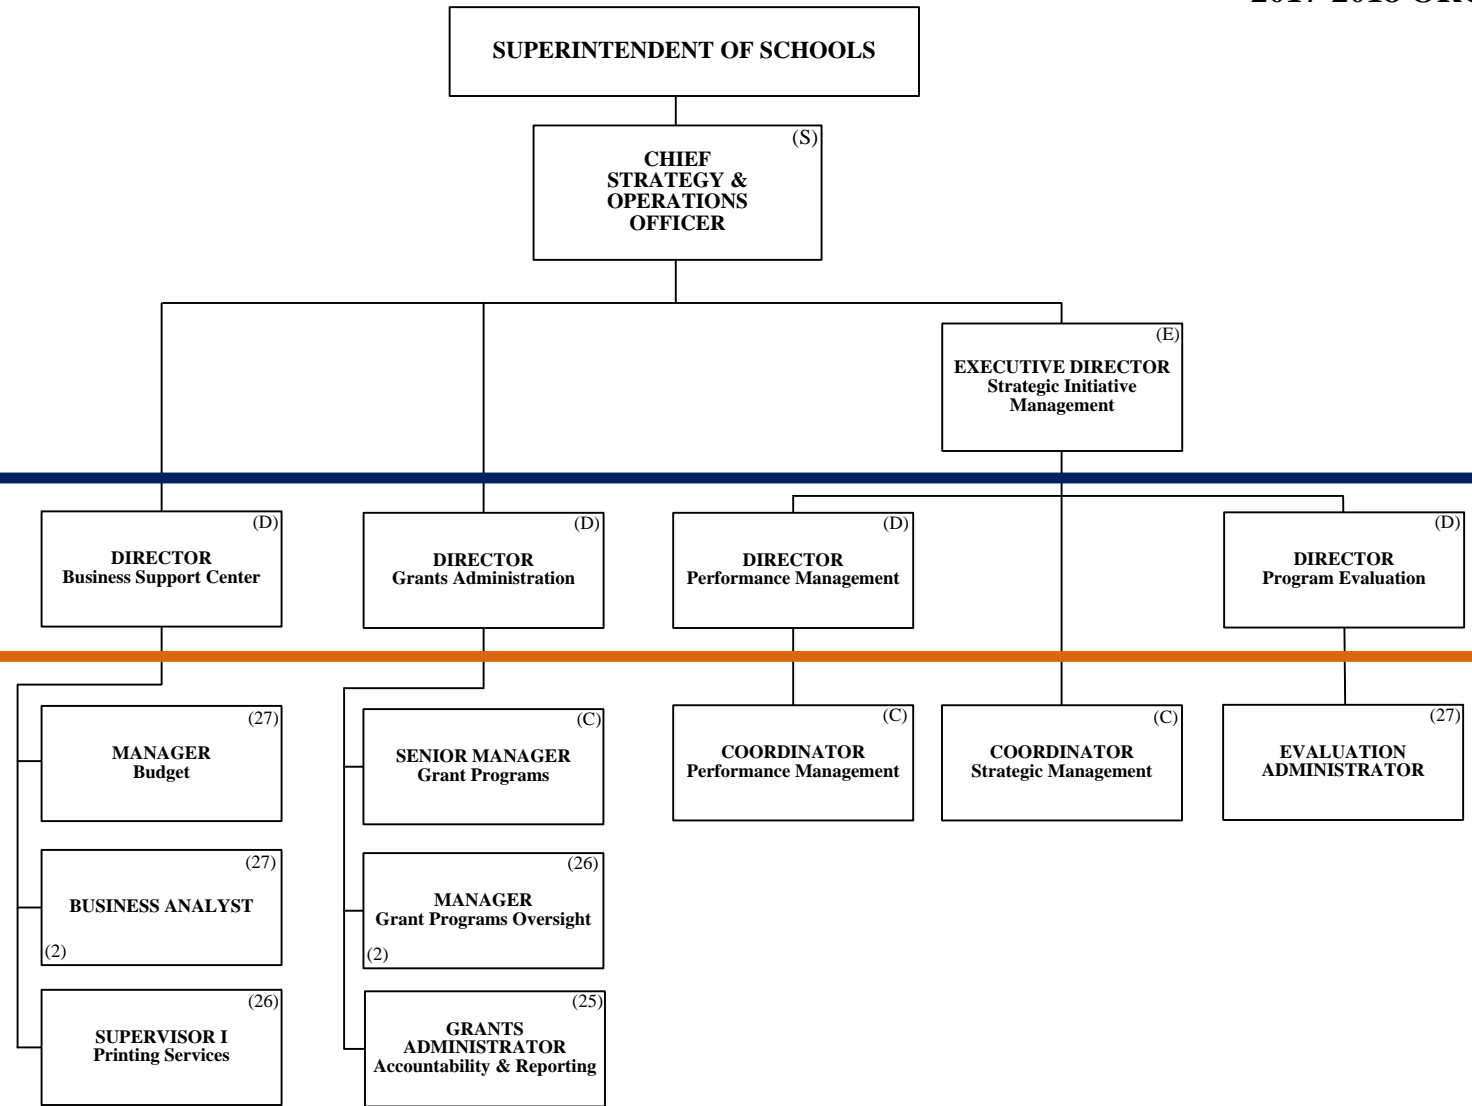 SUPERINTENDENT OF SCHOOLS
(S)
CHIEF
STRATEGY &
OPERATIONS
OFFICER
(E)
EXECUTIVE DIRECTOR
Strategic Initiative
Management
(D)
DIRECTOR
Business Support Center
(D)
DIRECTOR
Grants Administration
(D)
DIRECTOR
Performance Management
(D)
DIRECTOR
Program Evaluation
(27)
MANAGER
Budget
(C)
SENIOR MANAGER
Grant Programs
(C)
COORDINATOR
Performance Management
(C)
COORDINATOR
Strategic Management
(27)
EVALUATION
ADMINISTRATOR
(27)
BUSINESS ANALYST
(2)
(26)
MANAGER
Grant Programs Oversight
(2)
(26)
SUPERVISOR I
Printing Services
(25)
GRANTS
ADMINISTRATOR
Accountability & Reporting